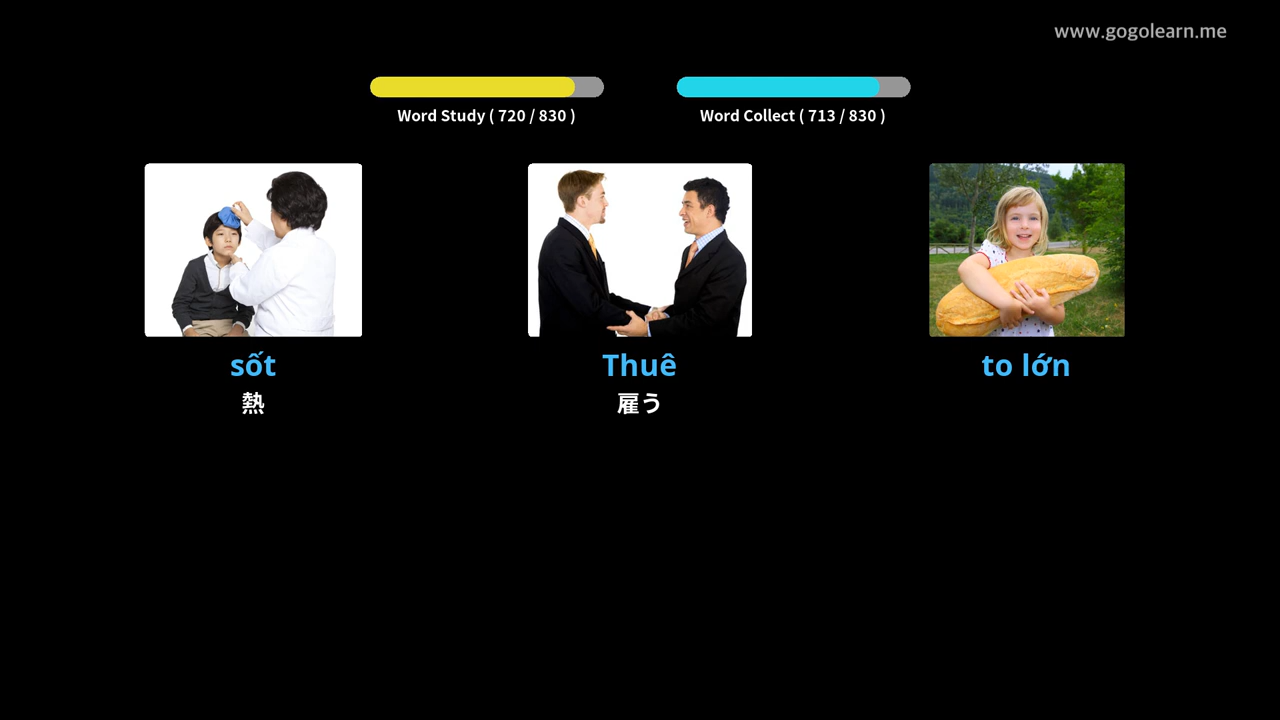 www.gogolearn.me
Word Study ( 720 / 830 )
Word Collect ( 713 / 830 )
sốt
Thuê
to lớn
熱
雇う